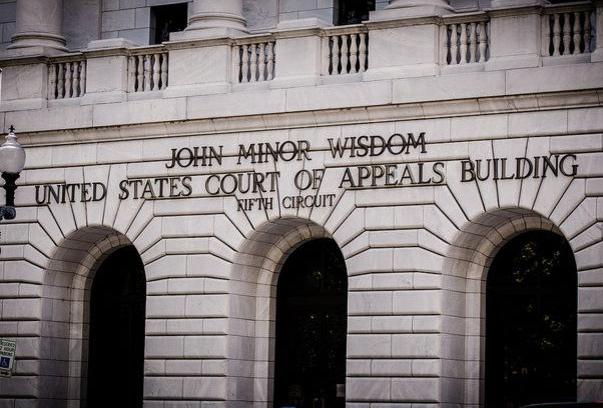 JOHN MINOR WISDOM
UNITED STATES COURT OF APPEALS BUILDING
FIFTH CIRCUIT